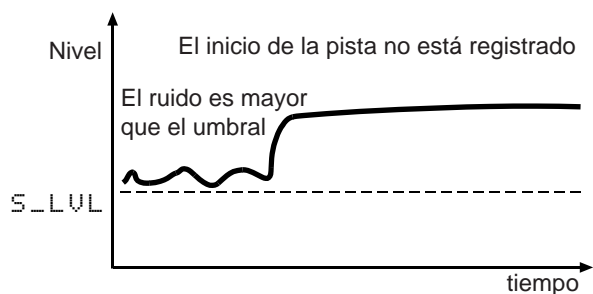 Nivel
El inicio de la pista no está registrado
El ruido es mayor
que el umbral
S_LVL
tiempo